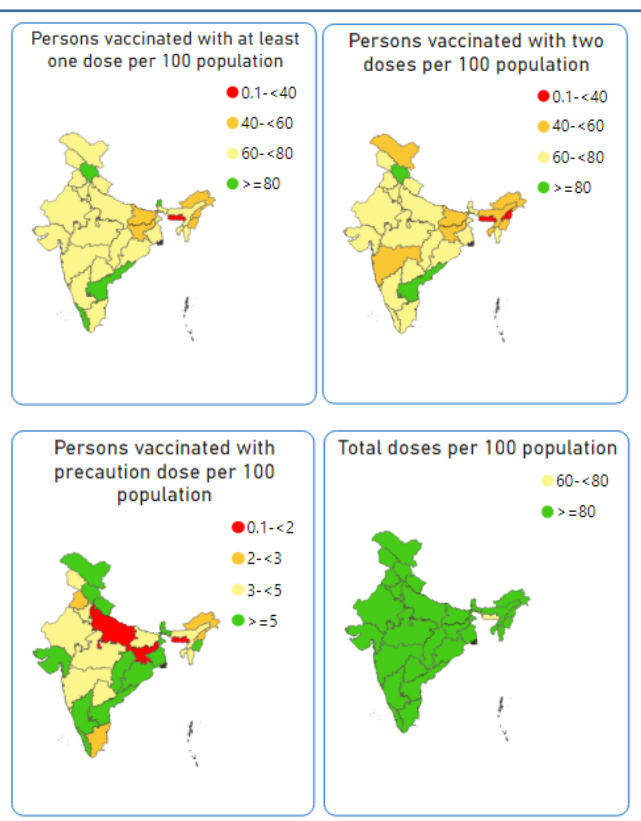 Persons vaccinated with at least
one dose per 100 population
0.1-<40
40-<60
60-<80
>=80
Persons vaccinated with two
doses per 100 population
0.1-<40
40-<60
60-<80
>=80
Persons vaccinated with
precaution dose per 100
population
0.1-<2
2-<3
3-<5
>=5
Total doses per 100 population
60-<80
>=80